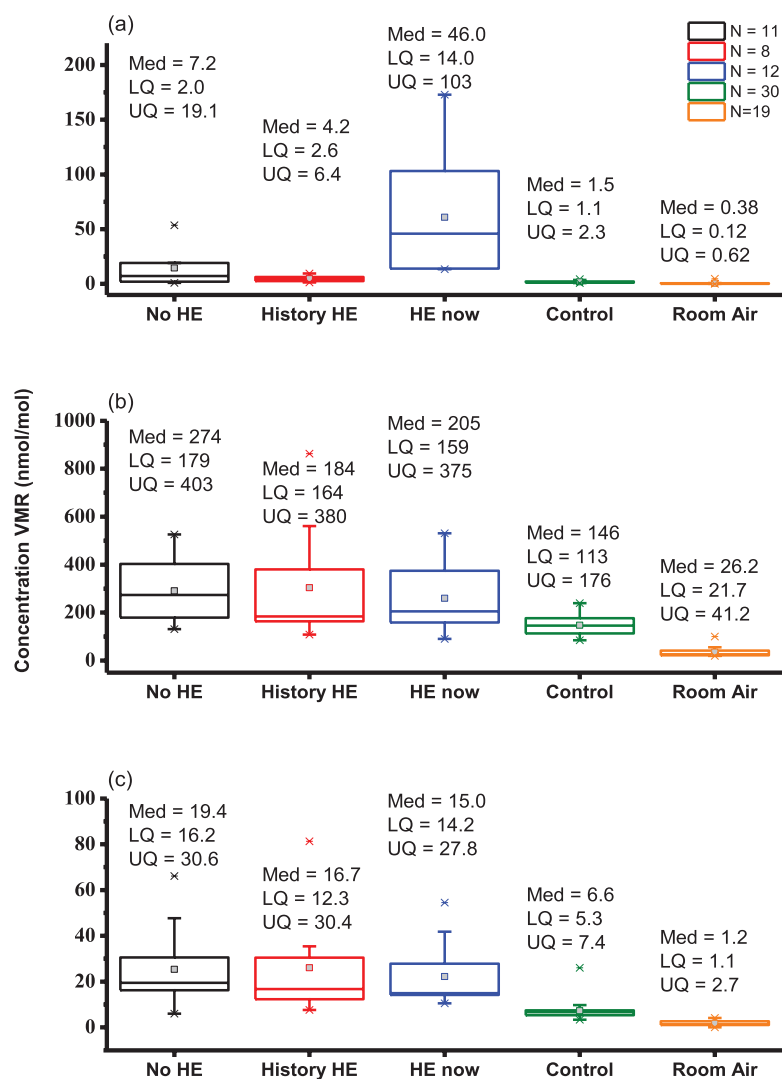 (a)
200
150
100
50
0
Med = 7.2
LQ = 2.0
UQ = 19.1
Med = 4.2
LQ = 2.6
UQ = 6.4
Med = 46.0
LQ = 14.0
UQ = 103
Med = 1.5
LQ = 1.1
UQ = 2.3
Med = 0.38
LQ = 0.12
UQ = 0.62
N = 11
N = 8
N = 12
N = 30
N=19
No HE
History HE
HE now
Control
Room Air
Concentration VMR (nmol/mol)
(b)
1000
800
600
400
200
0
Med = 274
LQ = 179
UQ = 403
Med = 184
LQ = 164
UQ = 380
Med = 205
LQ = 159
UQ = 375
Med = 146
LQ = 113
UQ = 176
Med = 26.2
LQ = 21.7
UQ = 41.2
No HE
History HE
HE now
Control
Room Air
(c)
100
80
60
40
20
0
Med = 19.4
LQ = 16.2
UQ = 30.6
Med = 16.7
LQ = 12.3
UQ = 30.4
Med = 15.0
LQ = 14.2
UQ = 27.8
Med = 6.6
LQ = 5.3
UQ = 7.4
Med = 1.2
LQ = 1.1
UQ = 2.7
No HE
History HE
HE now
Control
Room Air